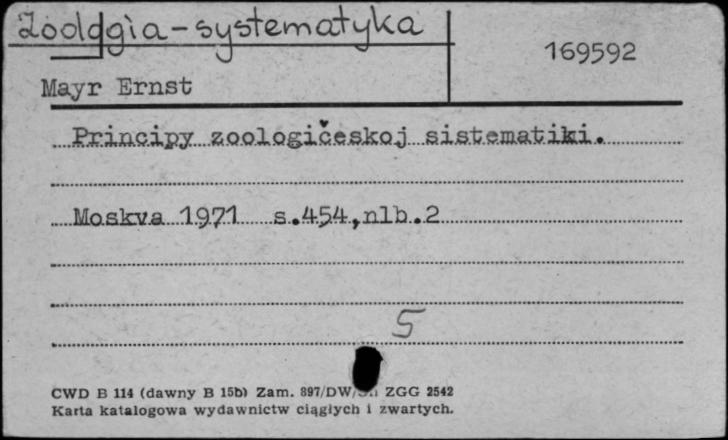 Zoologia-systematyka
169592
Mayr Ernst
Principy zoologičeskoj sistematiki.
Moskva 1971 s.454,nlb.2
5
CWD B 114 (dawny B 15b) Zam. 897/DW/ ZGG 2542
Karta katalogowa wydawnictw ciągłych i zwartych.